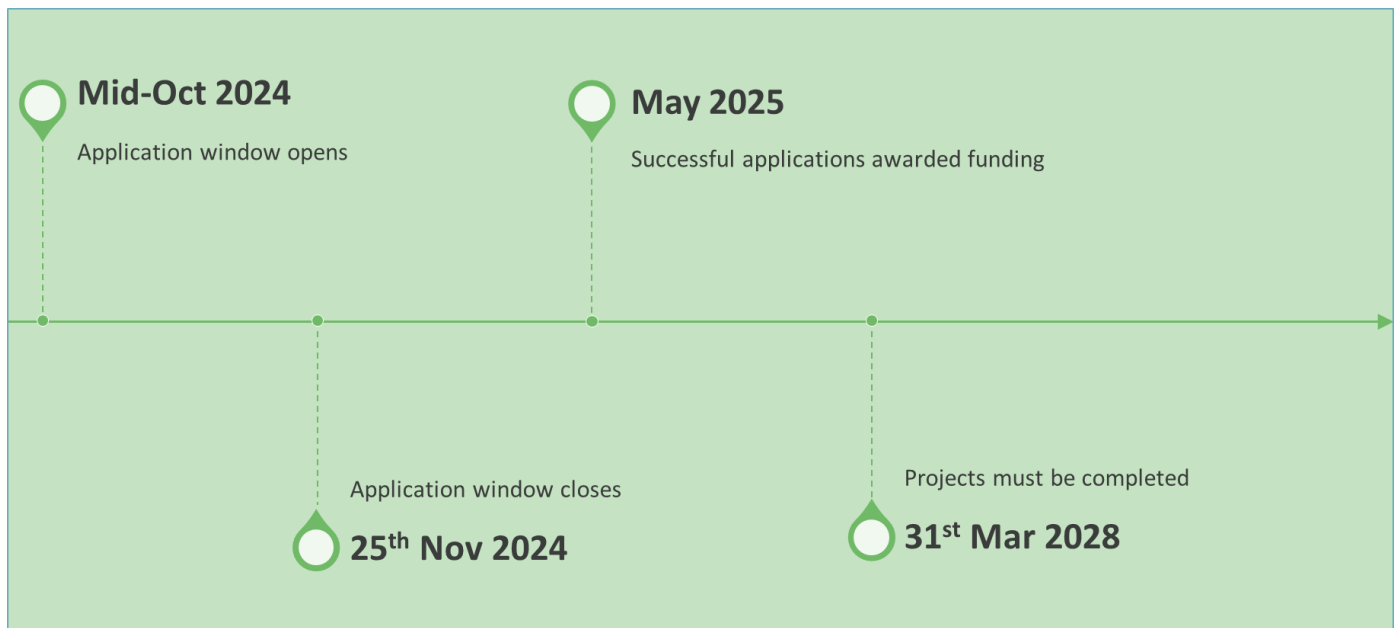 Mid-Oct 2024
Application window opens
May 2025
Successful applications awarded funding
Application window closes
25th Nov 2024
Projects must be completed
31st Mar 2028